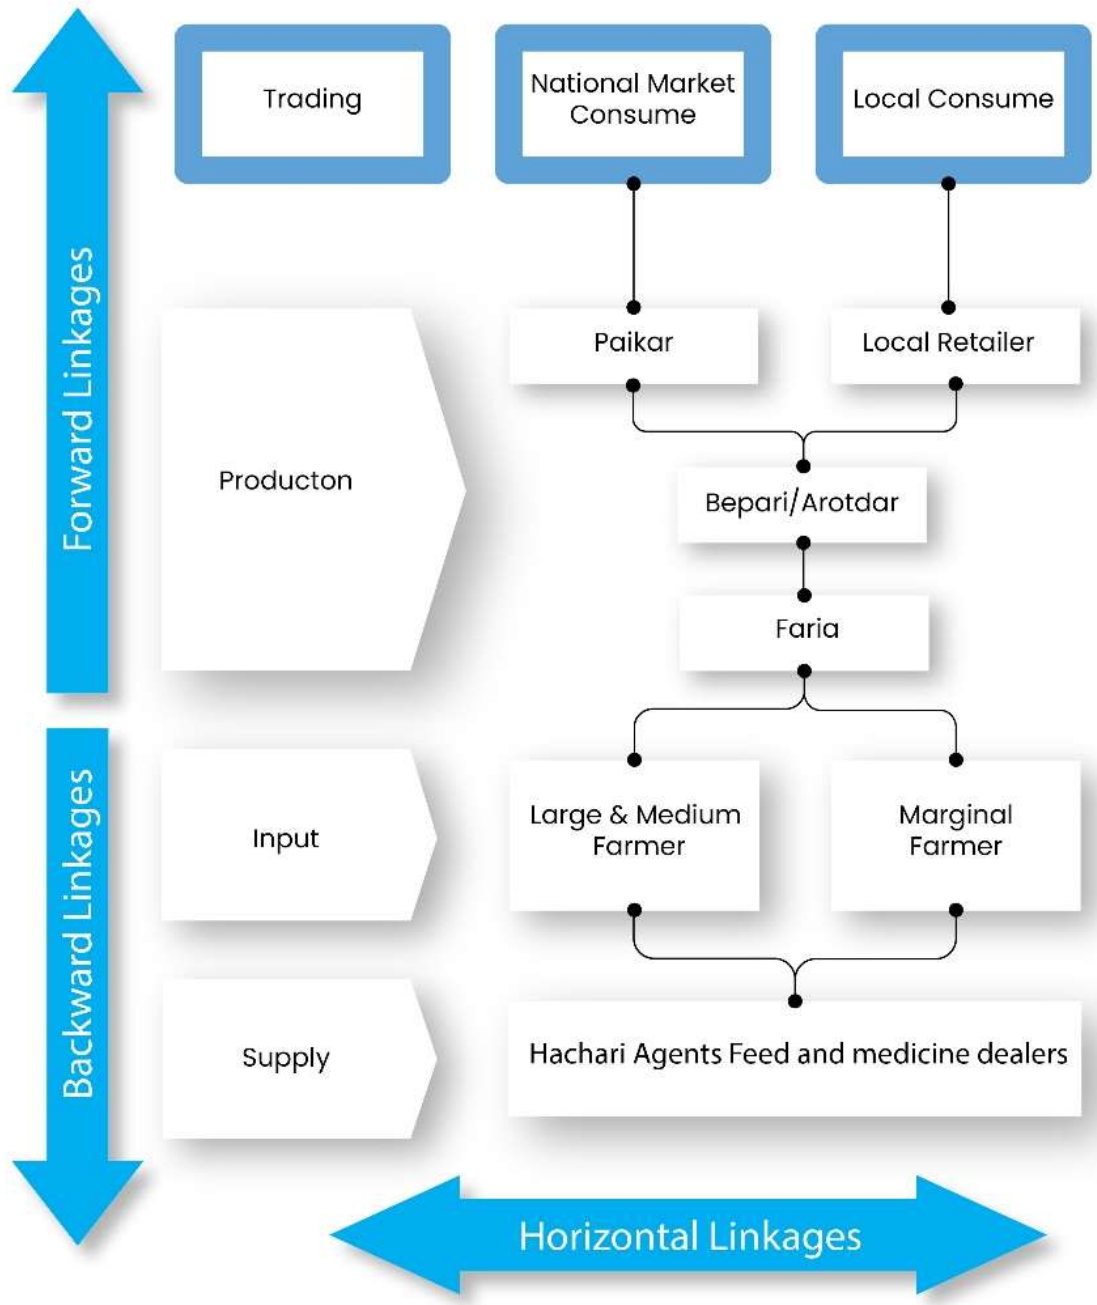 Forward Linkages
Backward Linkages
Trading
National Market
Consume
Local Consume
Producton
Paikar
Local Retailer
Bepari/Arotdar
Faria
Input
Large & Medium
Farmer
Marginal
Farmer
Supply
Hachari Agents Feed and medicine dealers
Horizontal Linkages